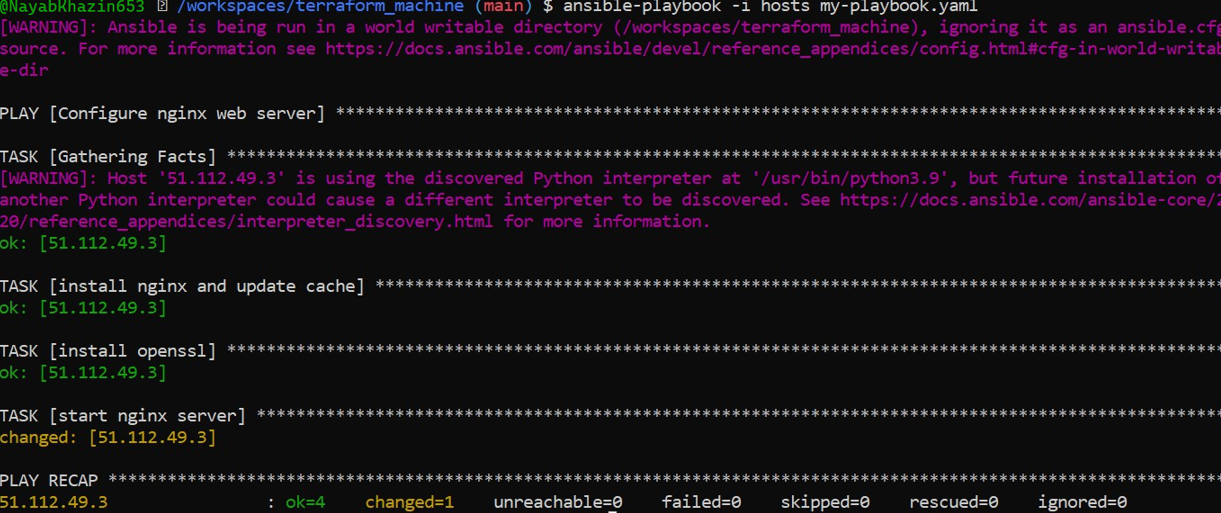 @NayabKhazin653 /workspaces/terraform_machine (main) $ ansible-playbook -i hosts my-playbook.yaml
[WARNING]: Ansible is being run in a world writable directory (/workspaces/terraform_machine), ignoring it as an ansible.cfg
source. For more information see https://docs.ansible.com/ansible/devel/reference_appendices/config.html#cfg-in-world-writab
e-dir
PLAY [Configure nginx web server] ******************************************************************************************
TASK [Gathering Facts] *****************************************************************************************************
[WARNING]: Host '51.112.49.3' is using the discovered Python interpreter at '/usr/bin/python3.9', but future installation of
another Python interpreter could cause a different interpreter to be discovered. See https://docs.ansible.com/ansible-core/2
20/reference_appendices/interpreter_discovery.html for more information.
ok: [51.112.49.3]
TASK [install nginx and update cache] **************************************************************************************
ok: [51.112.49.3]
TASK [install openssl] *****************************************************************************************************
ok: [51.112.49.3]
TASK [start nginx server] **************************************************************************************************
changed: [51.112.49.3]
PLAY RECAP *****************************************************************************************************************
51.112.49.3                : ok=4    changed=1    unreachable=0    failed=0    skipped=0    rescued=0    ignored=0